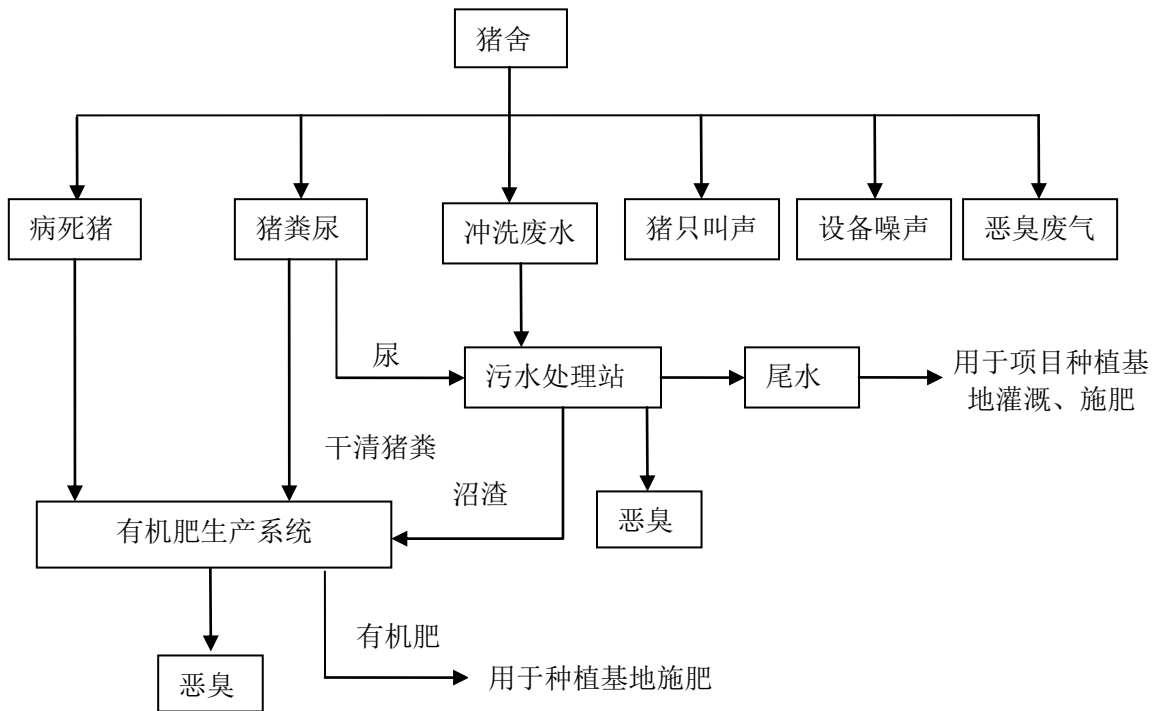 猪舍
病死猪
猪粪尿
冲洗废水
猪只叫声
设备噪声
恶臭废气
尿
污水处理站
尾水
用于项目种植基
地灌溉、施肥
干清猪粪
沼渣
恶臭
有机肥生产系统
有机肥
恶臭
用于种植基地施肥